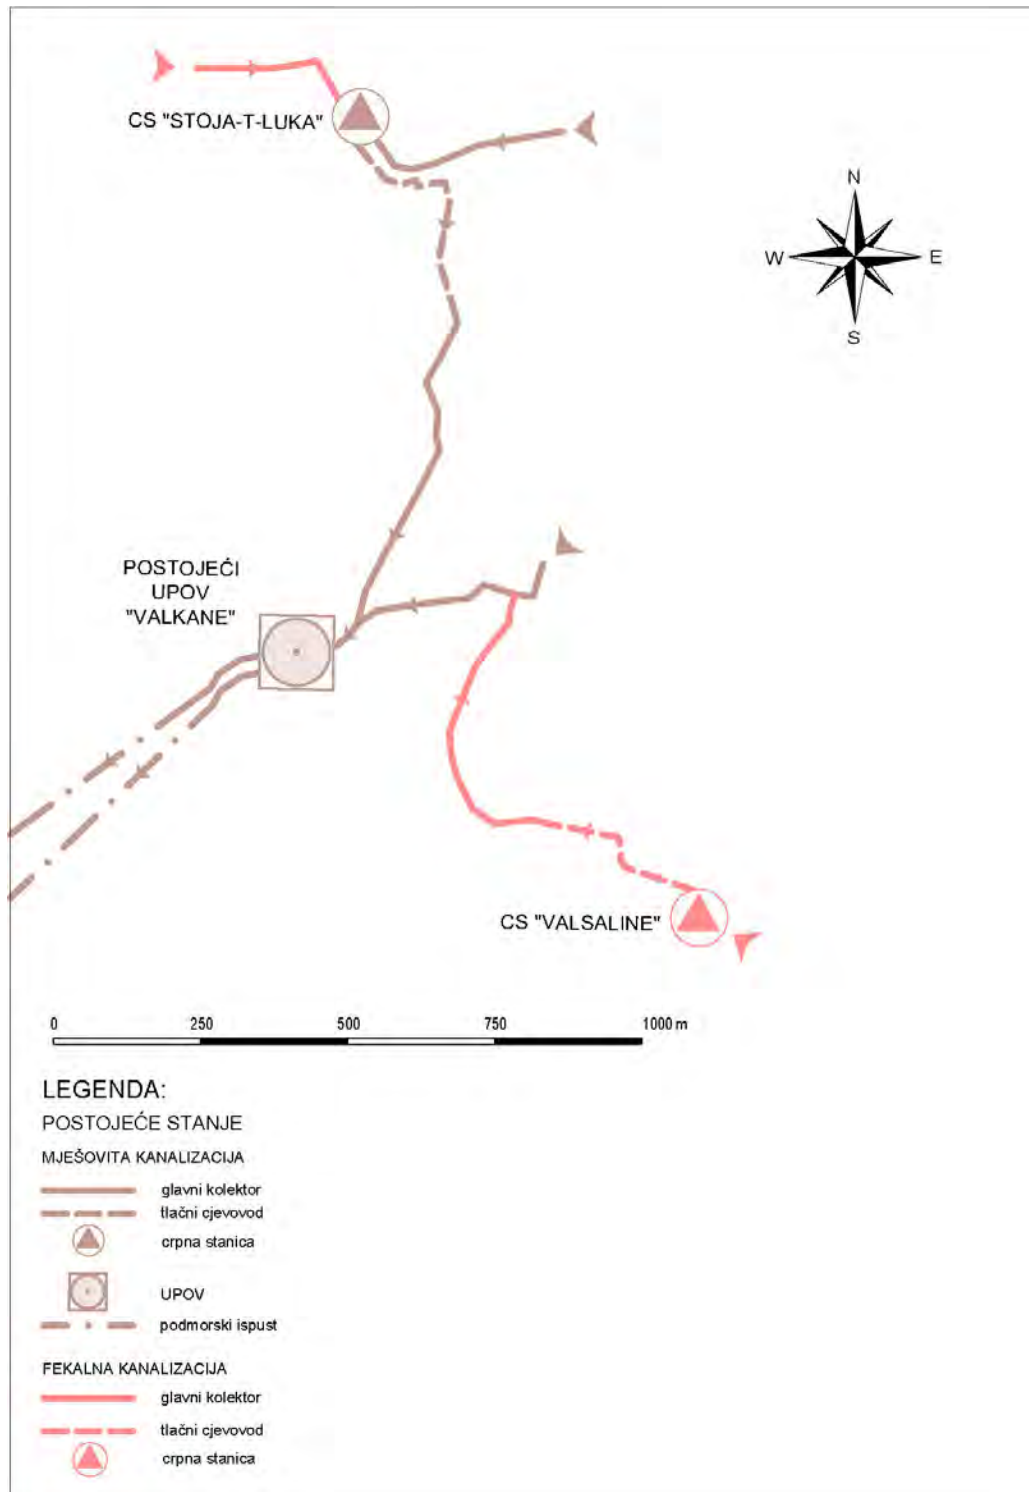 CS "STOJA-T-LUKA"
N
W
E
S
POSTOJEĆI
UPOV
"VALKANE"
CS "VALSALINE"
0 250 500 750 1000 m
LEGENDA:
POSTOJEĆE STANJE
MJEŠOVITA KANALIZACIJA
glavni kolektor
tlačni cjevovod
crpna stanica
UPOV
podmorski ispust
FEKALNA KANALIZACIJA
glavni kolektor
tlačni cjevovod
crpna stanica